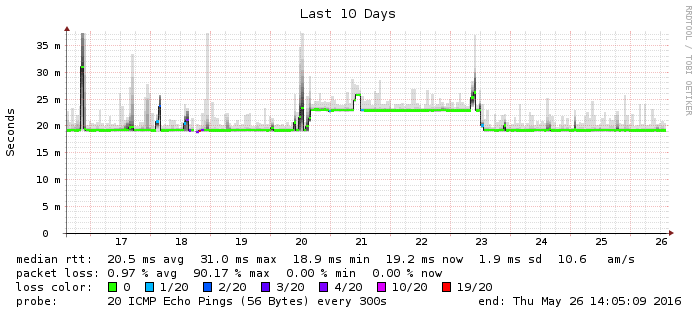 Last 10 Days
RRDTOOL / TOBI OETIKER
Seconds
35 m
30 m
25 m
20 m
15 m
10 m
5 m
0
17 18 19 20 21 22 23 24 25 26
median rtt: 20.5 ms avg 31.0 ms max 18.9 ms min 19.2 ms now 1.9 ms sd 10.6 am/s
packet loss: 0.97 % avg 90.17 % max 0.00 % min 0.00 % now
loss color: 0 1/20 2/20 3/20 4/20 10/20 19/20
probe: 20 ICMP Echo Pings (56 Bytes) every 300s end: Thu May 26 14:05:09 2016